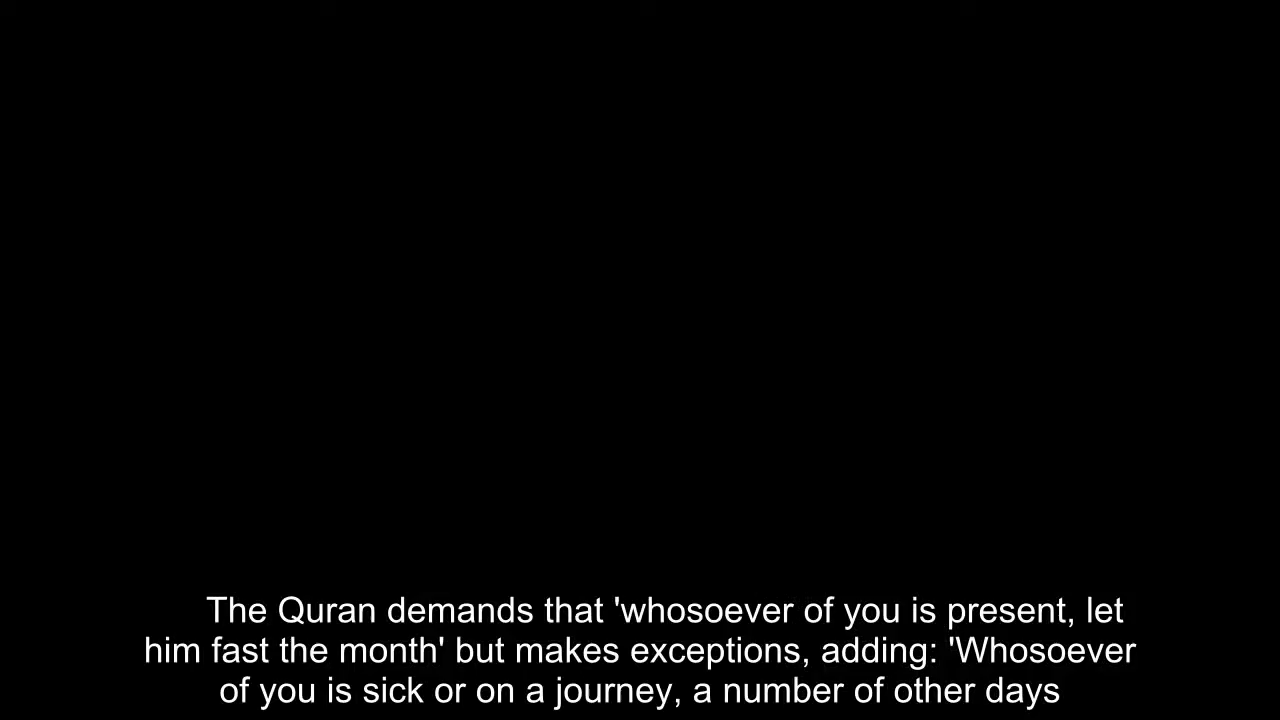 The Quran demands that 'whosoever of you is present, let
him fast the month' but makes exceptions, adding: 'Whosoever
of you is sick or on a journey, a number of other days